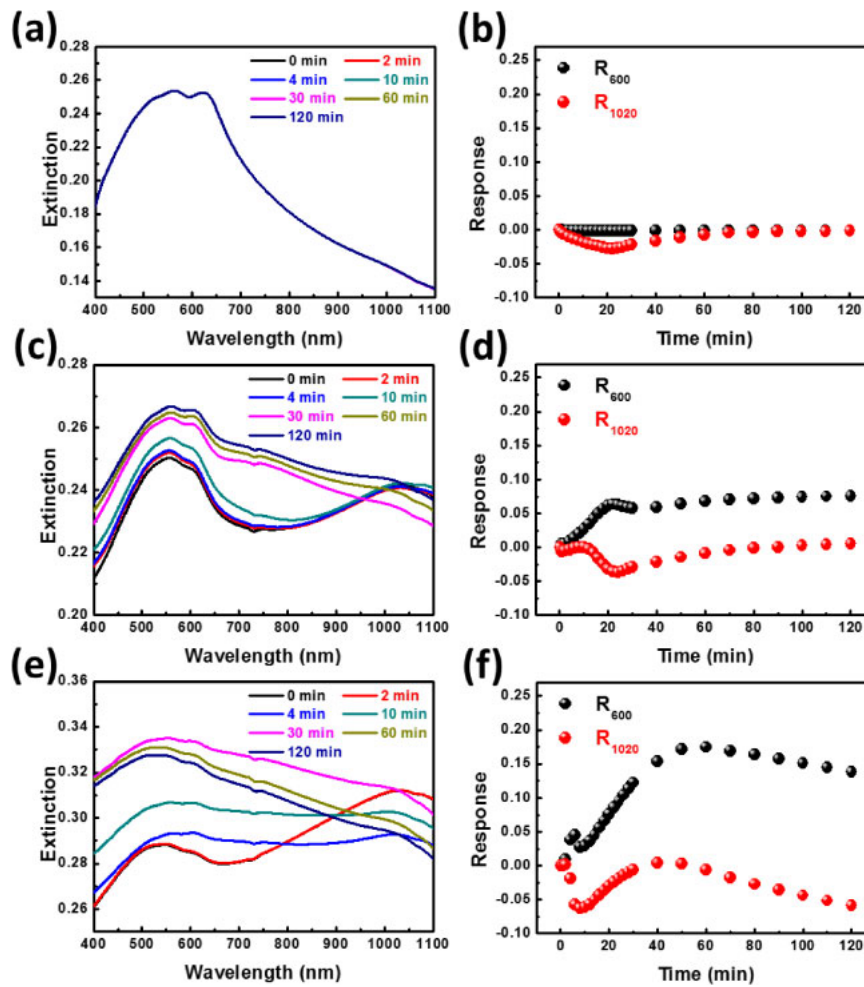 (a)
0.28
0.26
0.24
0.22
0.20
0.18
0.16
0.14
Extinction
0 min 2 min
4 min 10 min
30 min 60 min
120 min
400 500 600 700 800 900 1000 1100
Wavelength (nm)
(b)
0.25
0.20
0.15
0.10
0.05
0.00
-0.05
-0.10
Response
R600
R1020
0 20 40 60 80 100 120
Time (min)
(c)
0.28
0.26
0.24
0.22
0.20
Extinction
0 min 2 min
4 min 10 min
30 min 60 min
120 min
400 500 600 700 800 900 1000 1100
Wavelength (nm)
(d)
0.25
0.20
0.15
0.10
0.05
0.00
-0.05
-0.10
Response
R600
R1020
0 20 40 60 80 100 120
Time (min)
(e)
0.36
0.34
0.32
0.30
0.28
0.26
Extinction
0 min 2 min
4 min 10 min
30 min 60 min
120 min
400 500 600 700 800 900 1000 1100
Wavelength (nm)
(f)
0.25
0.20
0.15
0.10
0.05
0.00
-0.05
-0.10
Response
R600
R1020
0 20 40 60 80 100 120
Time (min)